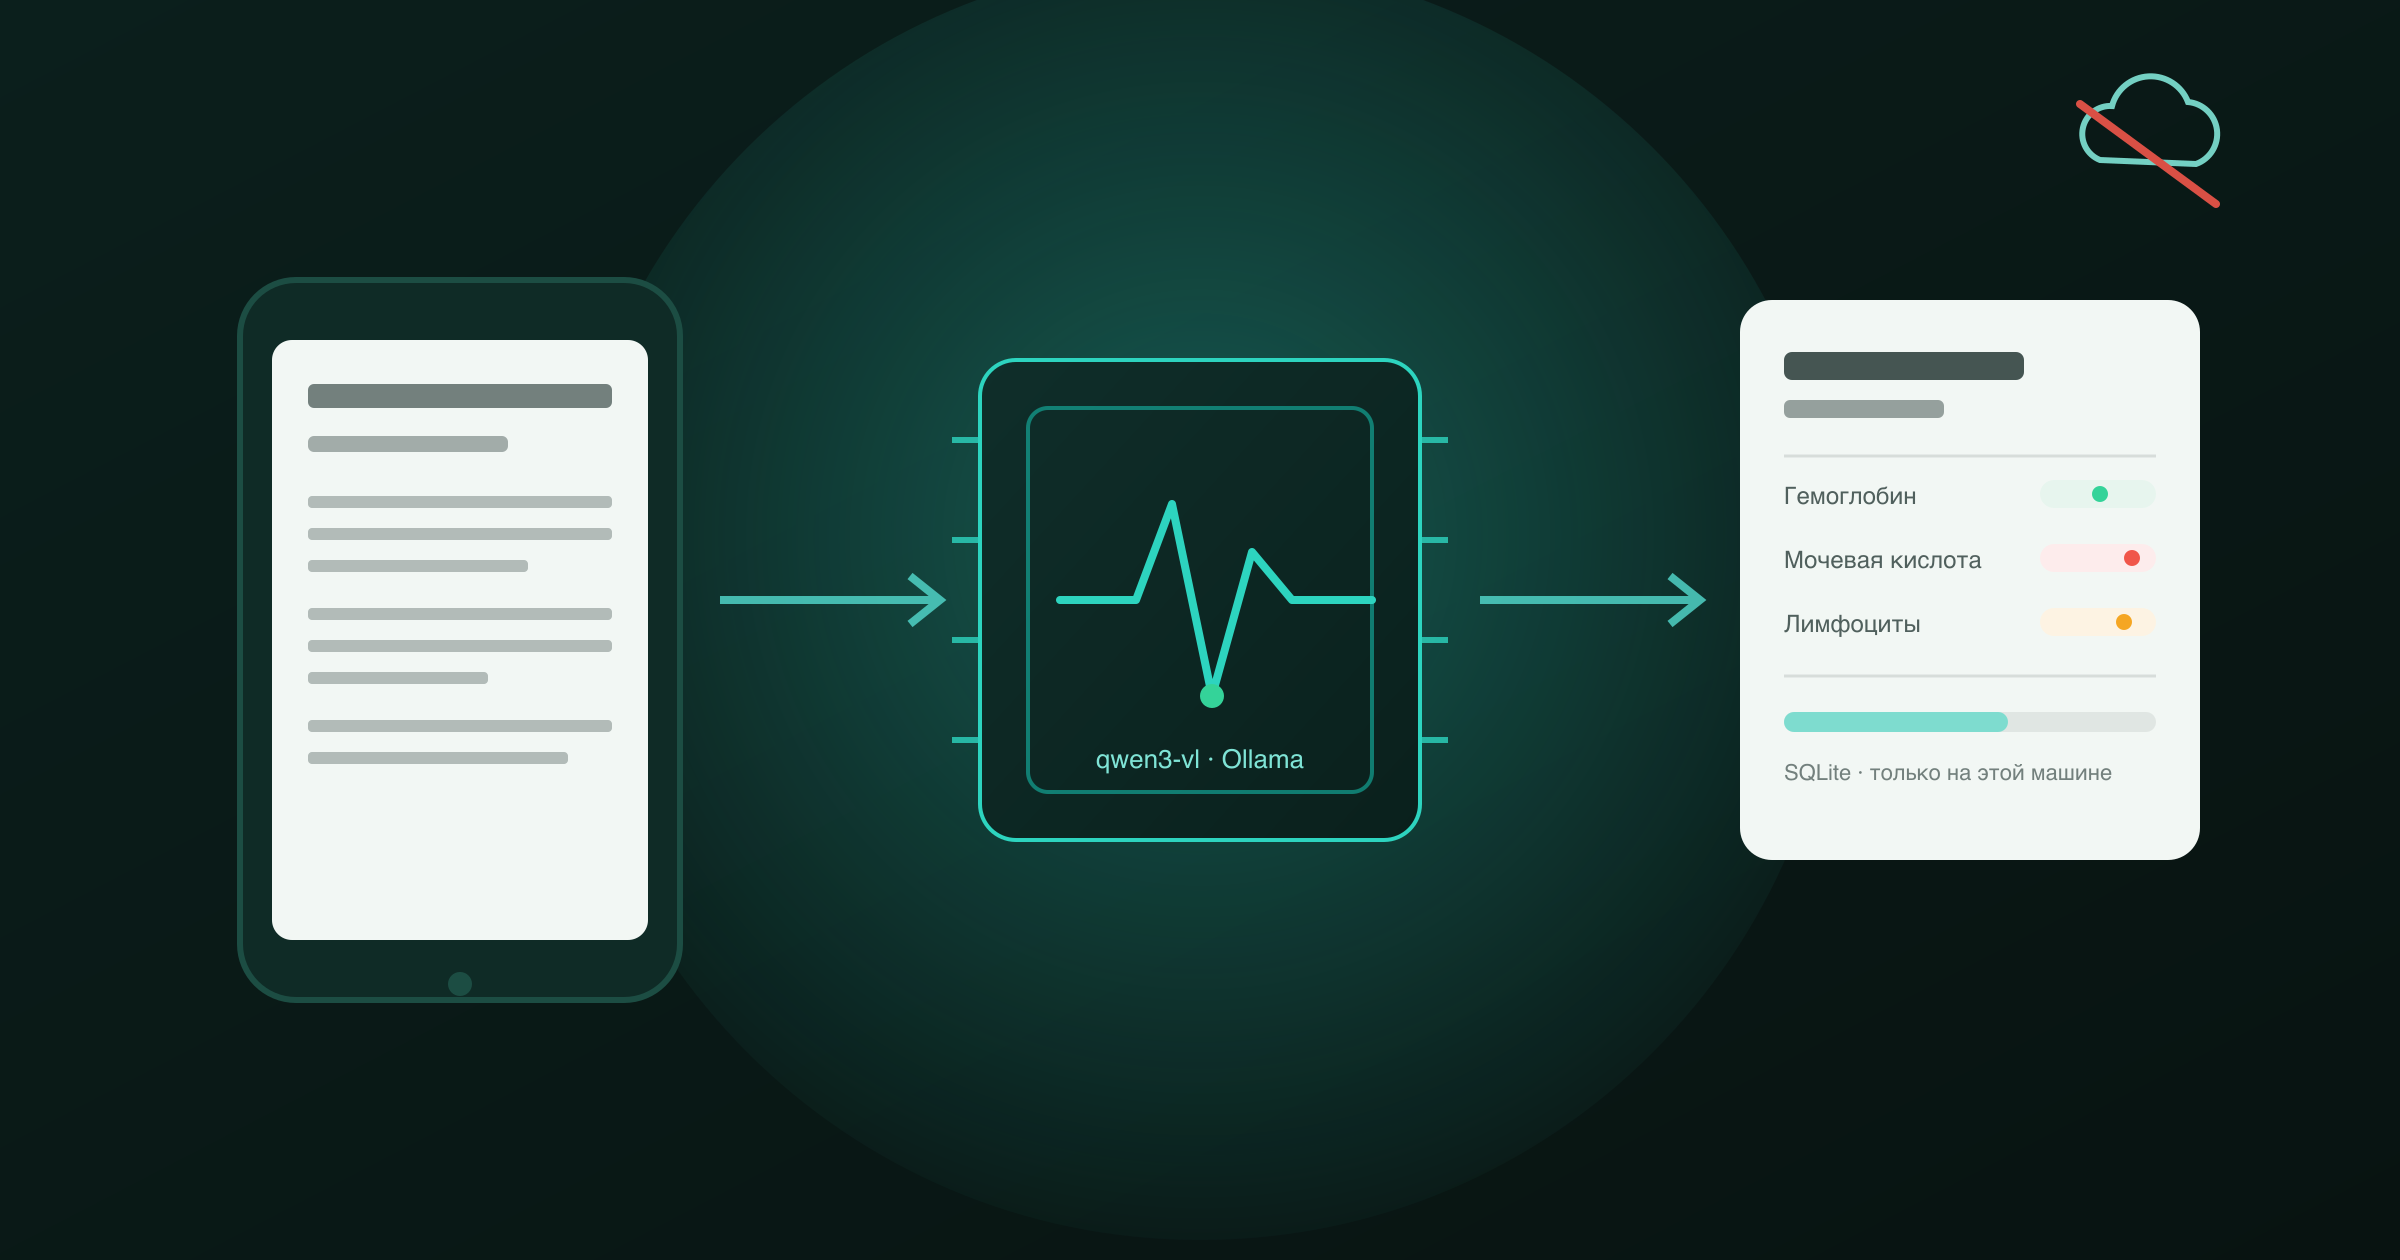 qwen3-vl · Ollama
Гемоглобин
Мочевая кислота
Лимфоциты
SQLite · только на этой машине